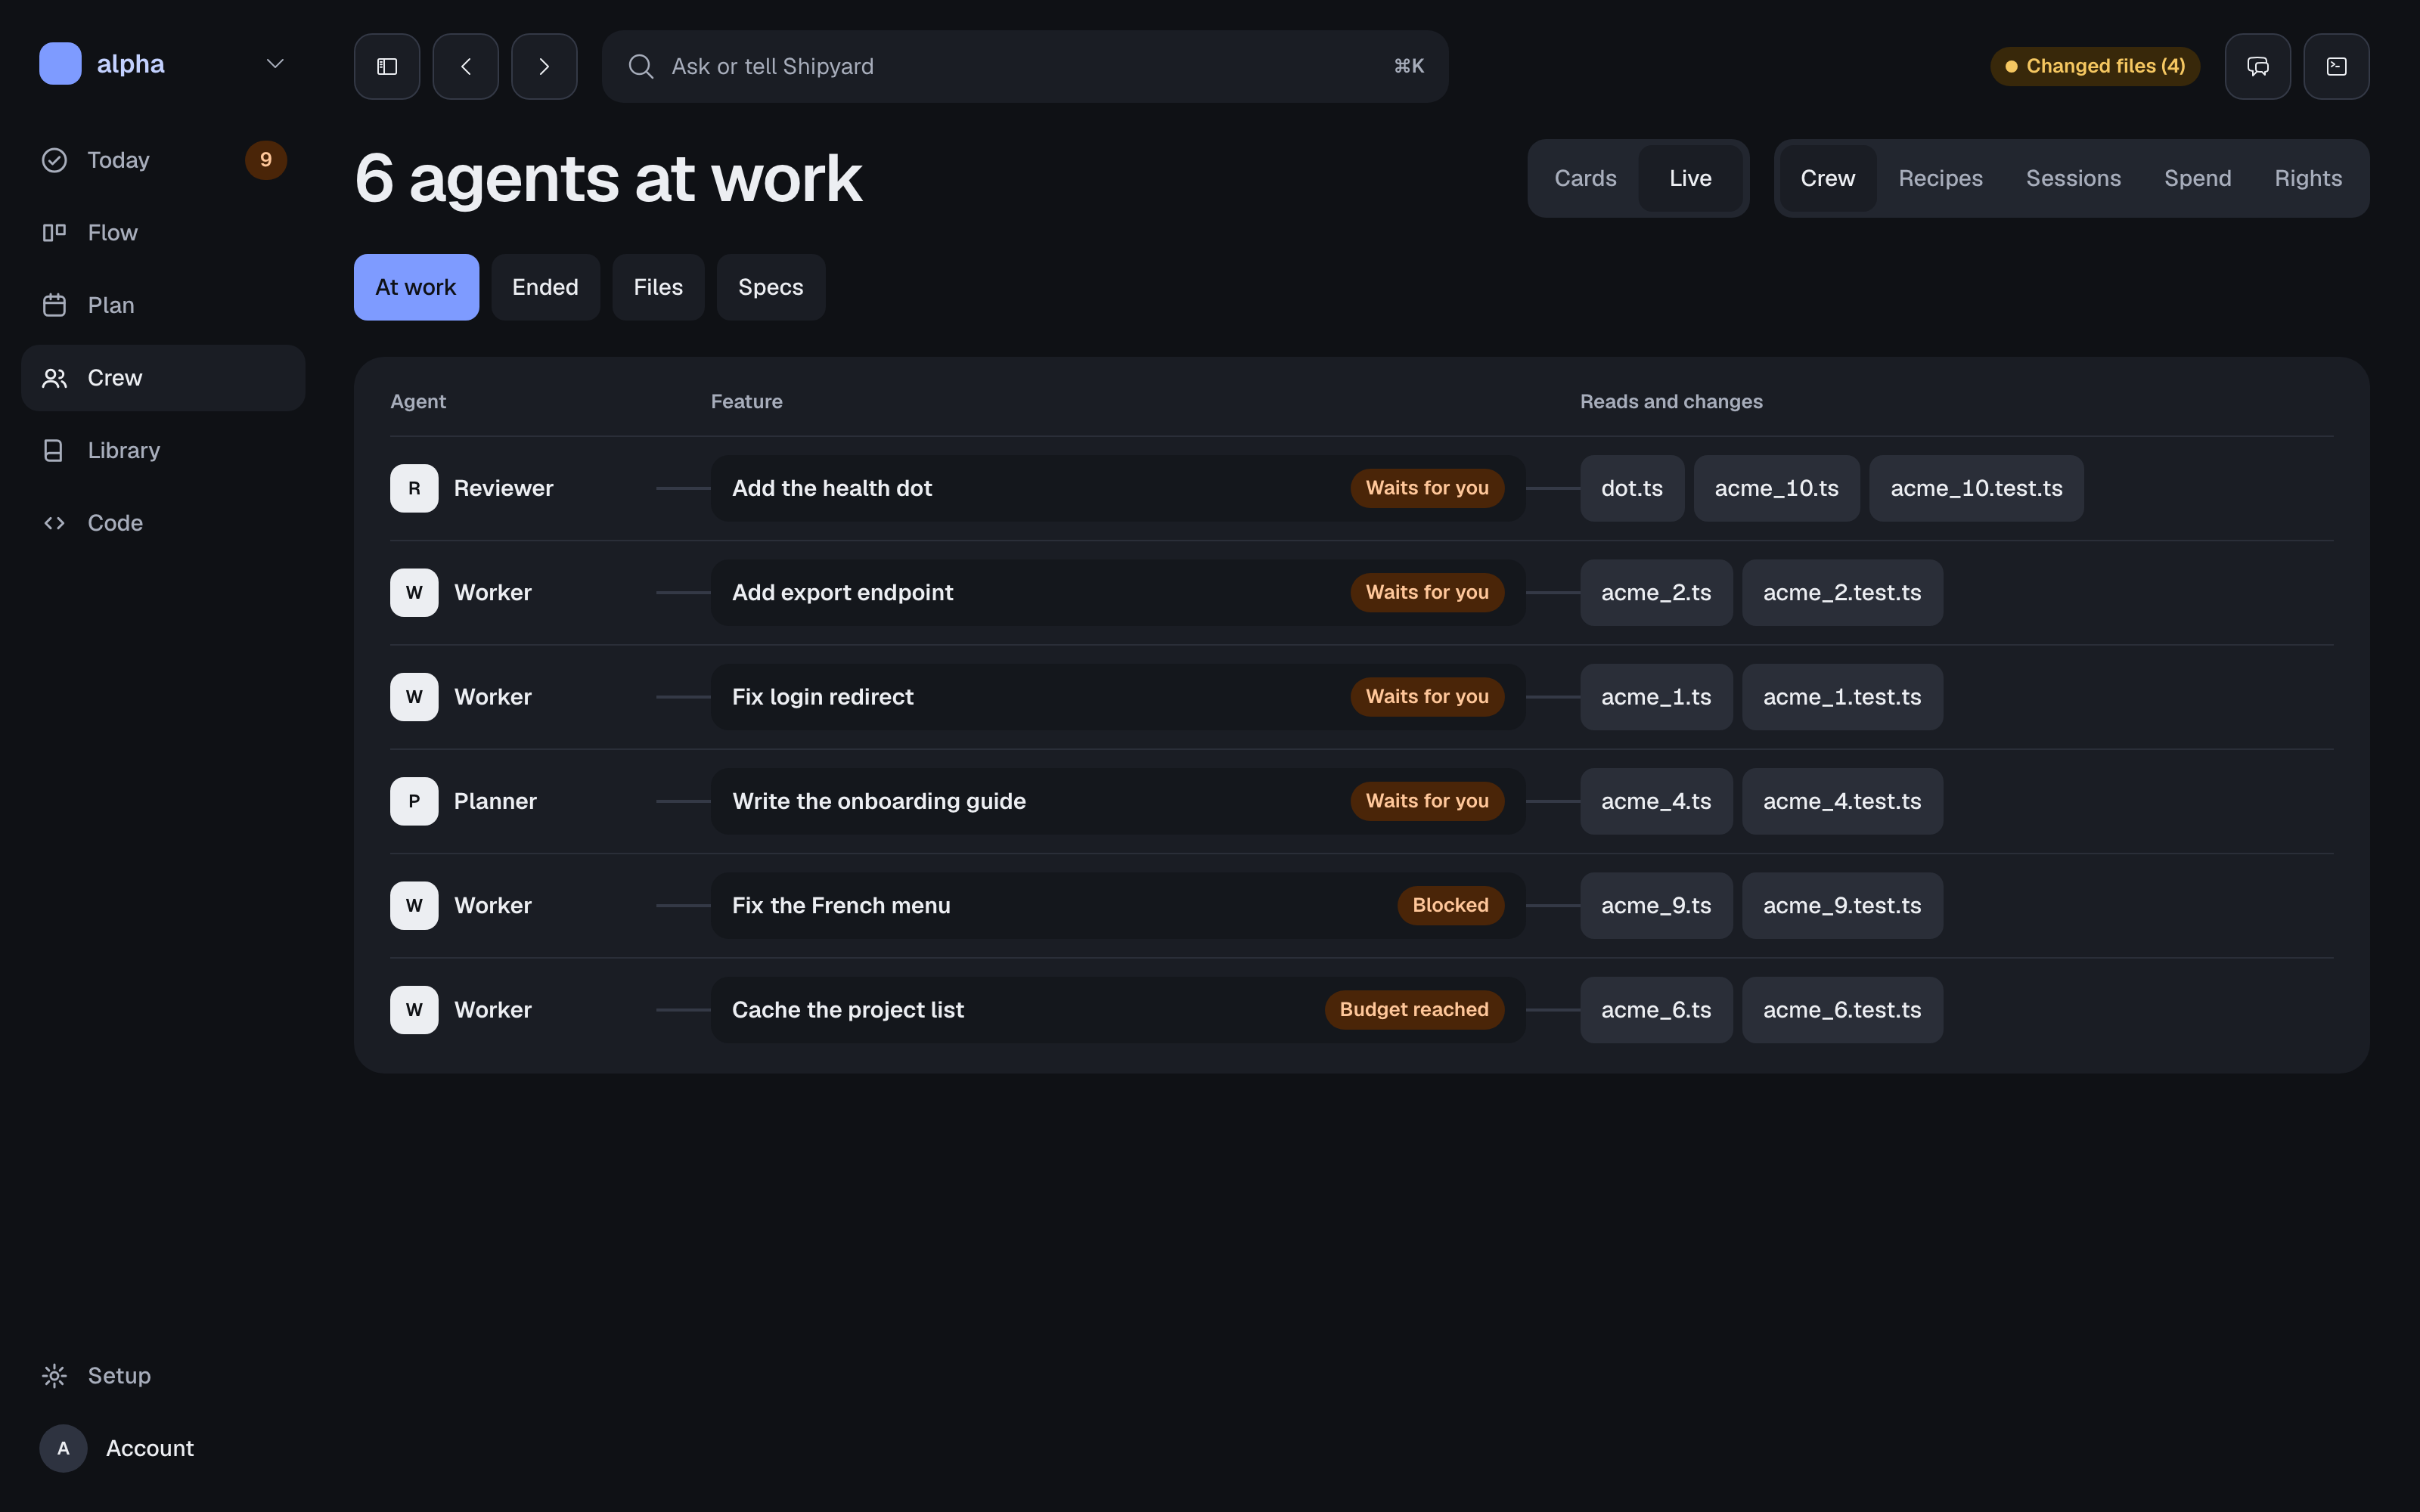 alpha
Ask or tell Shipyard ⌘K
Changed files (4)
Today 9
Flow
Plan
Crew
Library
Code
Setup
A Account
6 agents at work
Cards Live
Crew Recipes Sessions Spend Rights
At work Ended Files Specs
Agent Feature Reads and changes
R Reviewer Add the health dot Waits for you dot.ts acme_10.ts acme_10.test.ts
W Worker Add export endpoint Waits for you acme_2.ts acme_2.test.ts
W Worker Fix login redirect Waits for you acme_1.ts acme_1.test.ts
P Planner Write the onboarding guide Waits for you acme_4.ts acme_4.test.ts
W Worker Fix the French menu Blocked acme_9.ts acme_9.test.ts
W Worker Cache the project list Budget reached acme_6.ts acme_6.test.ts